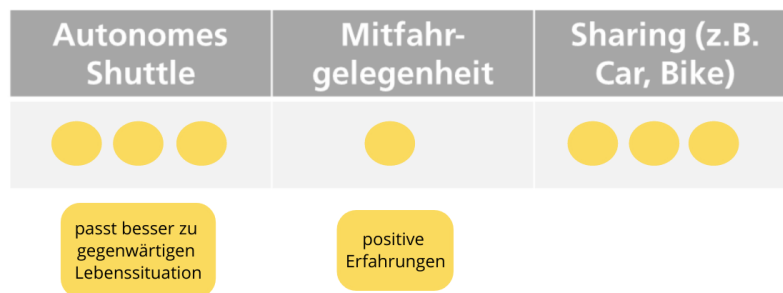 Autonomes
Shuttle
Mitfahr-
gelegenheit
Sharing (z.B.
Car, Bike)
passt besser zu
gegenwärtigen
Lebenssituation
positive
Erfahrungen